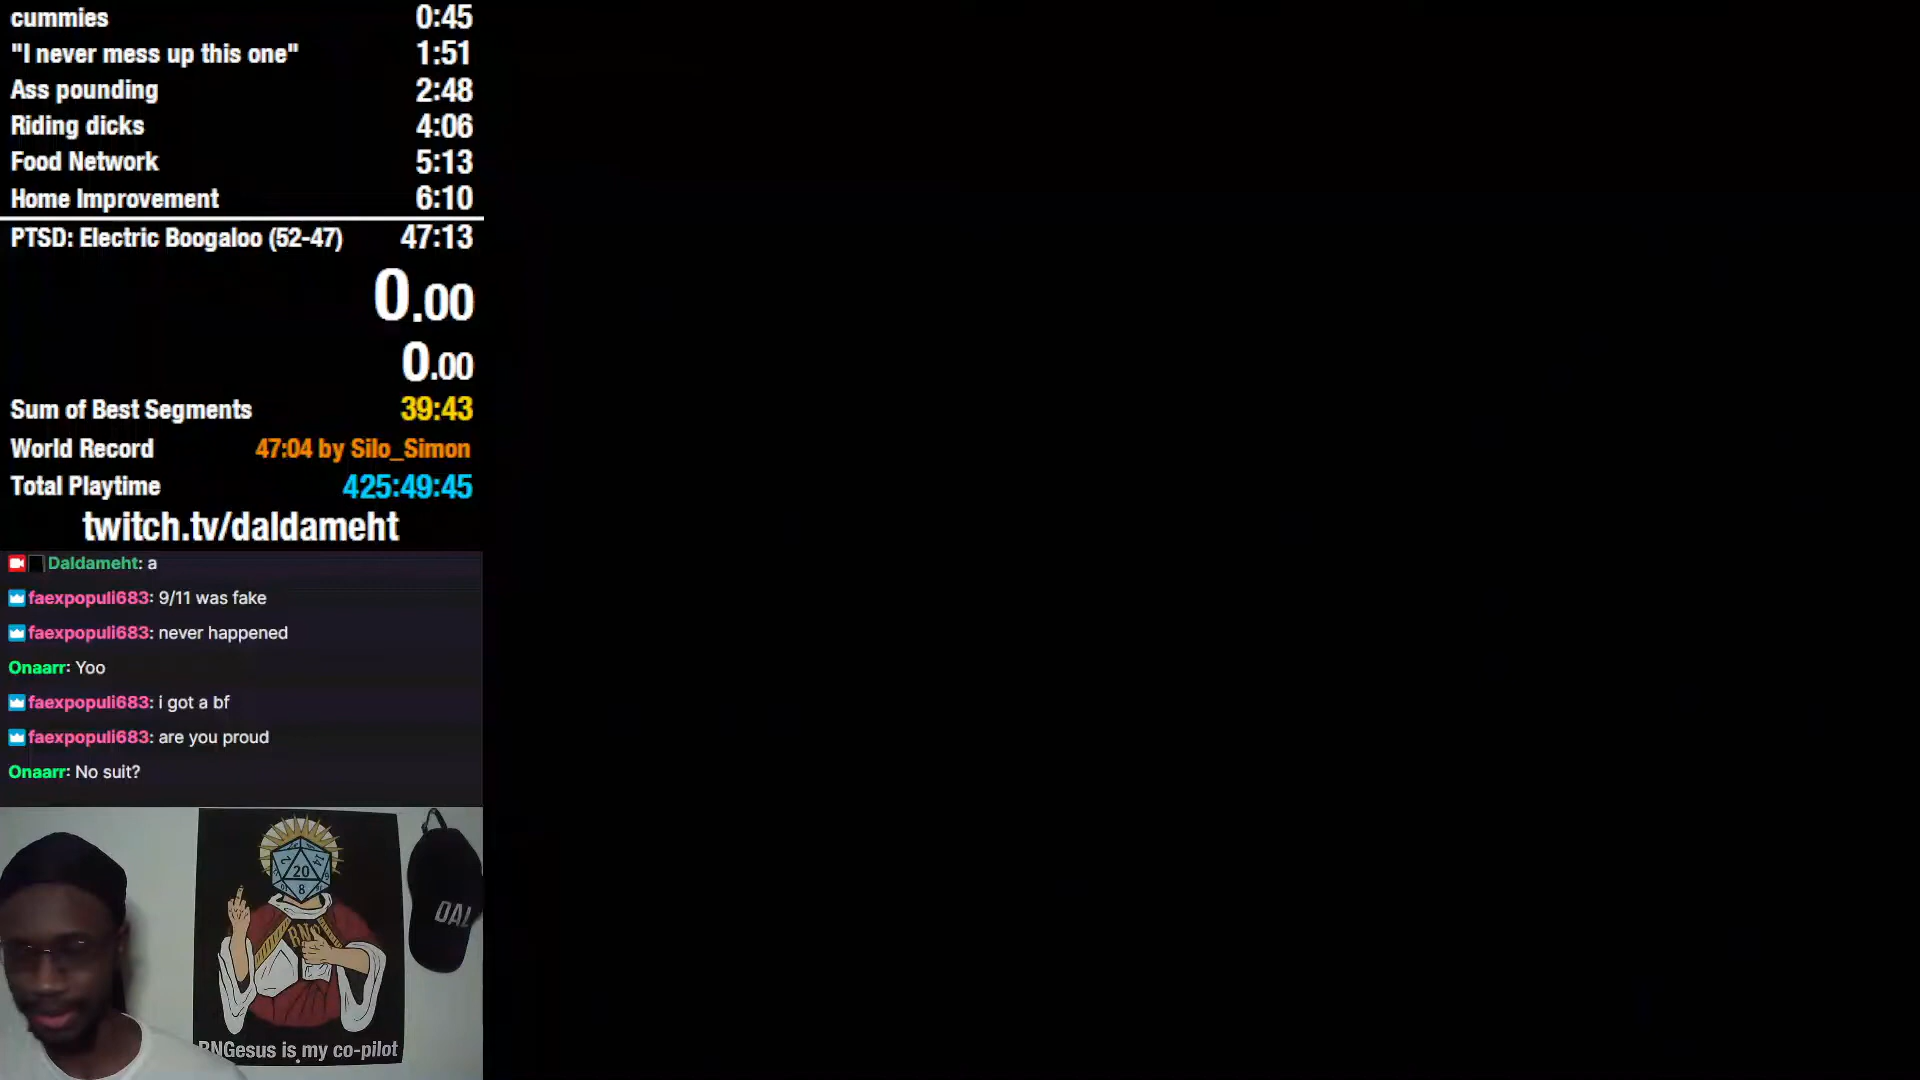 cummies 0:45
"I never mess up this one" 1:51
Ass pounding 2:48
Riding dicks 4:06
Food Network 5:13
Home Improvement 6:10
PTSD: Electric Boogaloo (52-47) 47:13
0.00
0.00
Sum of Best Segments 39:43
World Record 47:04 by Silo_Simon
Total Playtime 425:49:45
twitch.tv/daldameht
Daldameht: a
faexpopuli683: 9/11 was fake
faexpopuli683: never happened
Onaarr: Yoo
faexpopuli683: i got a bf
faexpopuli683: are you proud
Onaarr: No suit?
2 14
20
8
RNG
DAL
RNGesus is my co-pilot